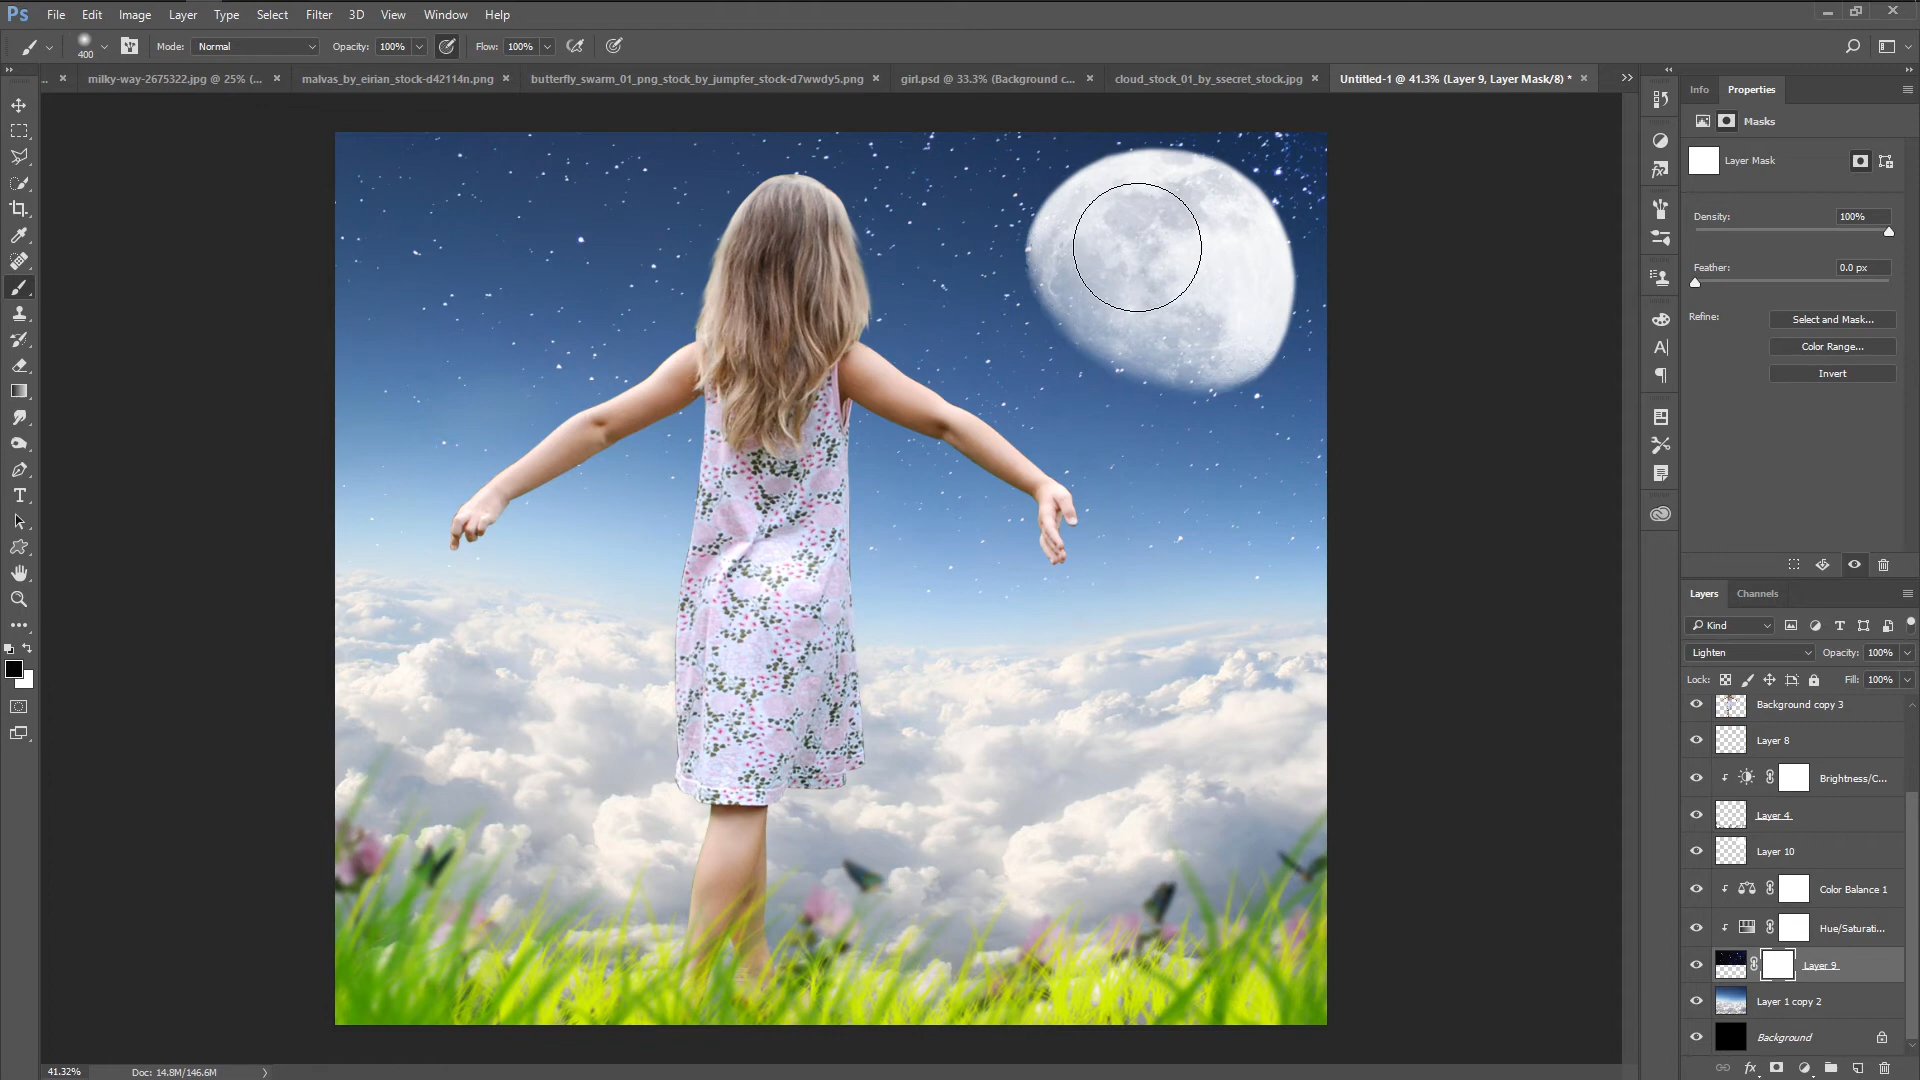 Ps File Edit Image Layer Type Select Filter 3D View Window Help
400 Mode: Normal Opacity: 100% Flow: 100%
... milky-way-2675322.jpg @ 25% (... malvas_by_eirian_stock-d42114n.png butterfly_swarm_01_png_stock_by_jumpfer_stock-d7wwdy5.png girl.psd @ 33.3% (Background c... cloud_stock_01_by_ssecret_stock.jpg Untitled-1 @ 41.3% (Layer 9, Layer Mask/8) *
Info Properties
Masks
Layer Mask
Density: 100%
Feather: 0.0 px
Refine: Select and Mask...
Color Range...
Invert
Layers Channels
Kind
Lighten Opacity: 100%
Lock: Fill: 100%
Background copy 3
Layer 8
Brightness/C...
Layer 4
Layer 10
Color Balance 1
Hue/Saturati...
Layer 9
Layer 1 copy 2
Background
41.32% Doc: 14.8M/146.6M